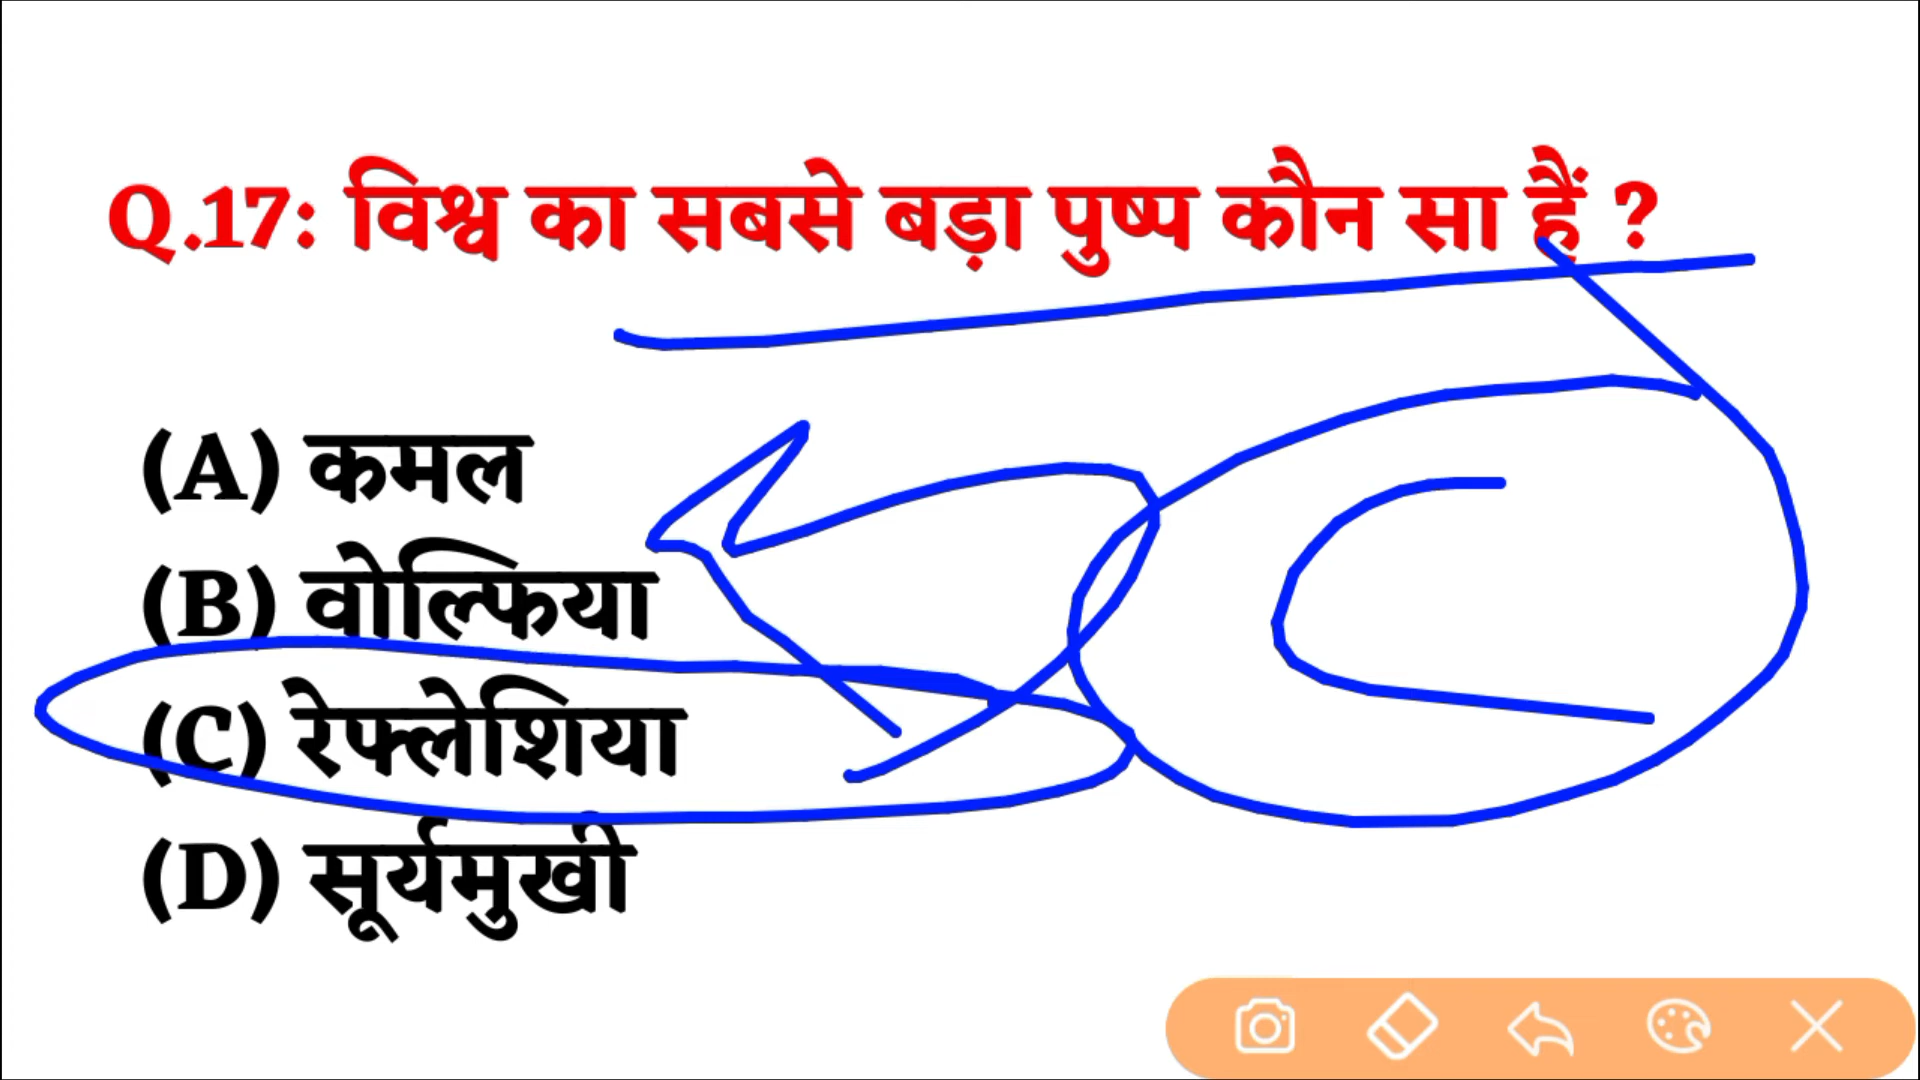 Q.17: विश्व का सबसे बड़ा पुष्प कौन सा हैं ?
(A) कमल
(B) वोल्फिया
C
(C) रेफ्लेशिया
(D) सूर्यमुखी